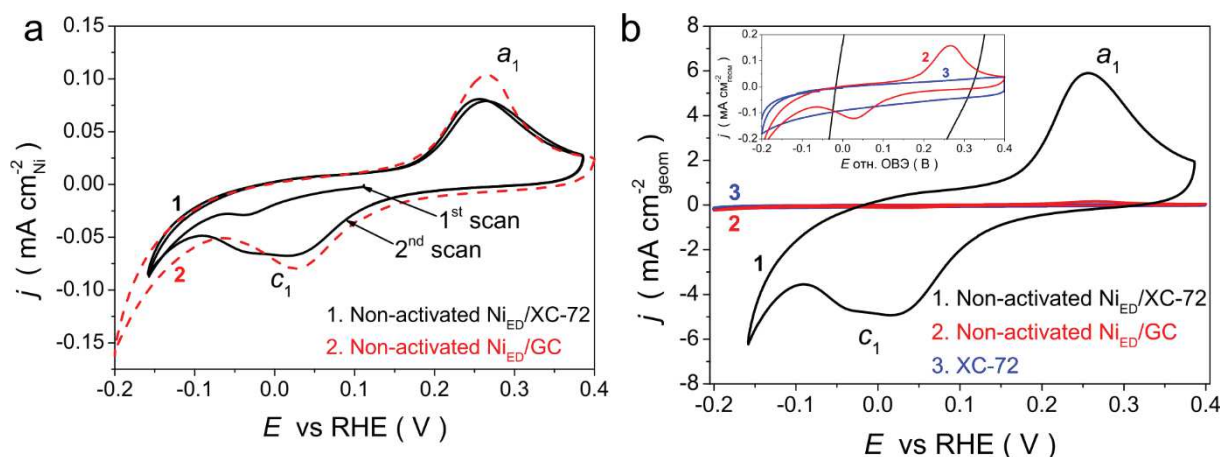 a
0.15
0.10
0.05
0.00
-0.05
-0.10
-0.15
j ( mA cm⁻²Ni )
a₁
1
1st scan
2nd scan
2
c₁
1. Non-activated NiED/XC-72
2. Non-activated NiED/GC
-0.2 -0.1 0.0 0.1 0.2 0.3 0.4
E vs RHE ( V )
b
8
6
4
2
0
-2
-4
-6
-8
j ( mA cm⁻²geom )
0.2
0.1
0.0
-0.1
-0.2
j ( мА см⁻²геом )
2
3
-0.2 -0.1 0.0 0.1 0.2 0.3 0.4
E отн. ОВЭ ( В )
a₁
3
2
1
c₁
1. Non-activated NiED/XC-72
2. Non-activated NiED/GC
3. XC-72
-0.2 -0.1 0.0 0.1 0.2 0.3 0.4
E vs RHE ( V )